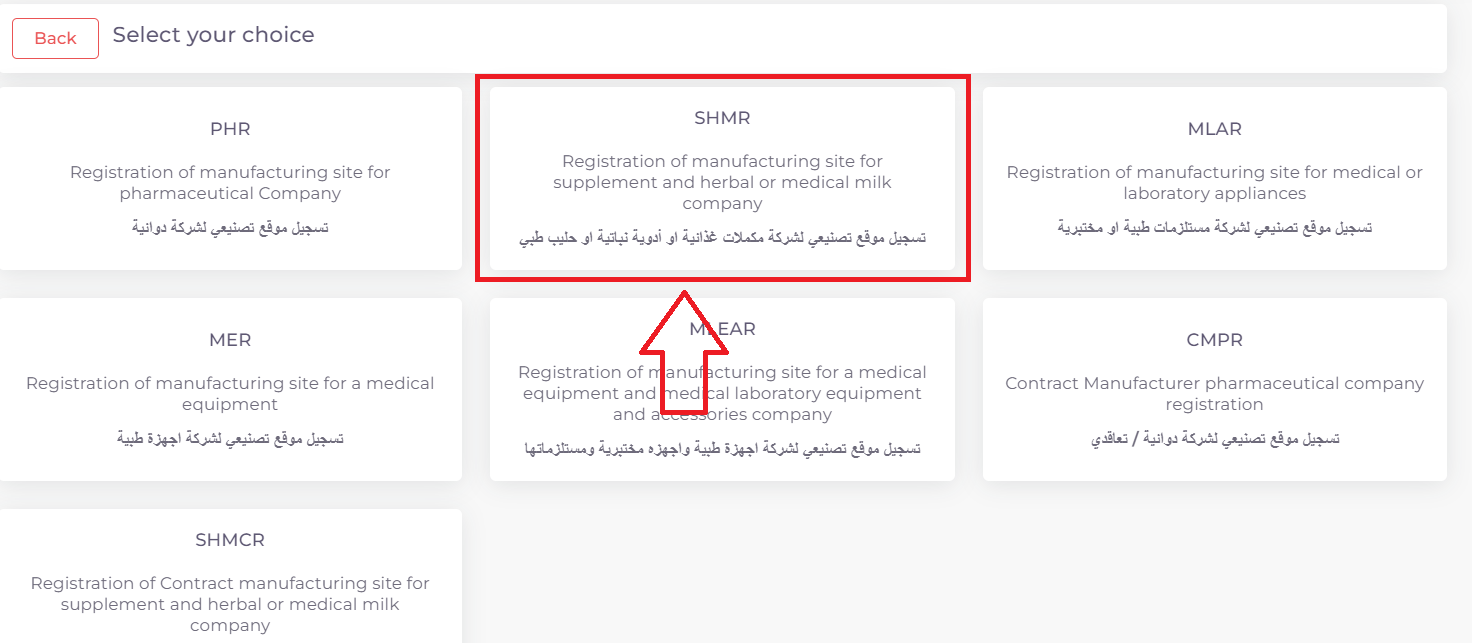 Back
Select your choice
PHR
Registration of manufacturing site for
pharmaceutical Company
تسجيل موقع تصنيعي لشركة دوائية
SHMR
Registration of manufacturing site for
supplement and herbal or medical milk
company
تسجيل موقع تصنيعي لشركة مكملات غذائية او أدوية نباتية او حليب طبي
MLAR
Registration of manufacturing site for medical or
laboratory appliances
تسجيل موقع تصنيعي لشركة مستلزمات طبية او مختبرية
MER
Registration of manufacturing site for a medical
equipment
تسجيل موقع تصنيعي لشركة اجهزة طبية
MLEAR
Registration of manufacturing site for a medical
equipment and medical laboratory equipment
and accessories company
تسجيل موقع تصنيعي لشركة اجهزة طبية واجهزه مختبرية ومستلزماتها
CMPR
Contract Manufacturer pharmaceutical company
registration
تسجيل موقع تصنيعي لشركة دوائية / تعاقدي
SHMCR
Registration of Contract manufacturing site for
supplement and herbal or medical milk
company